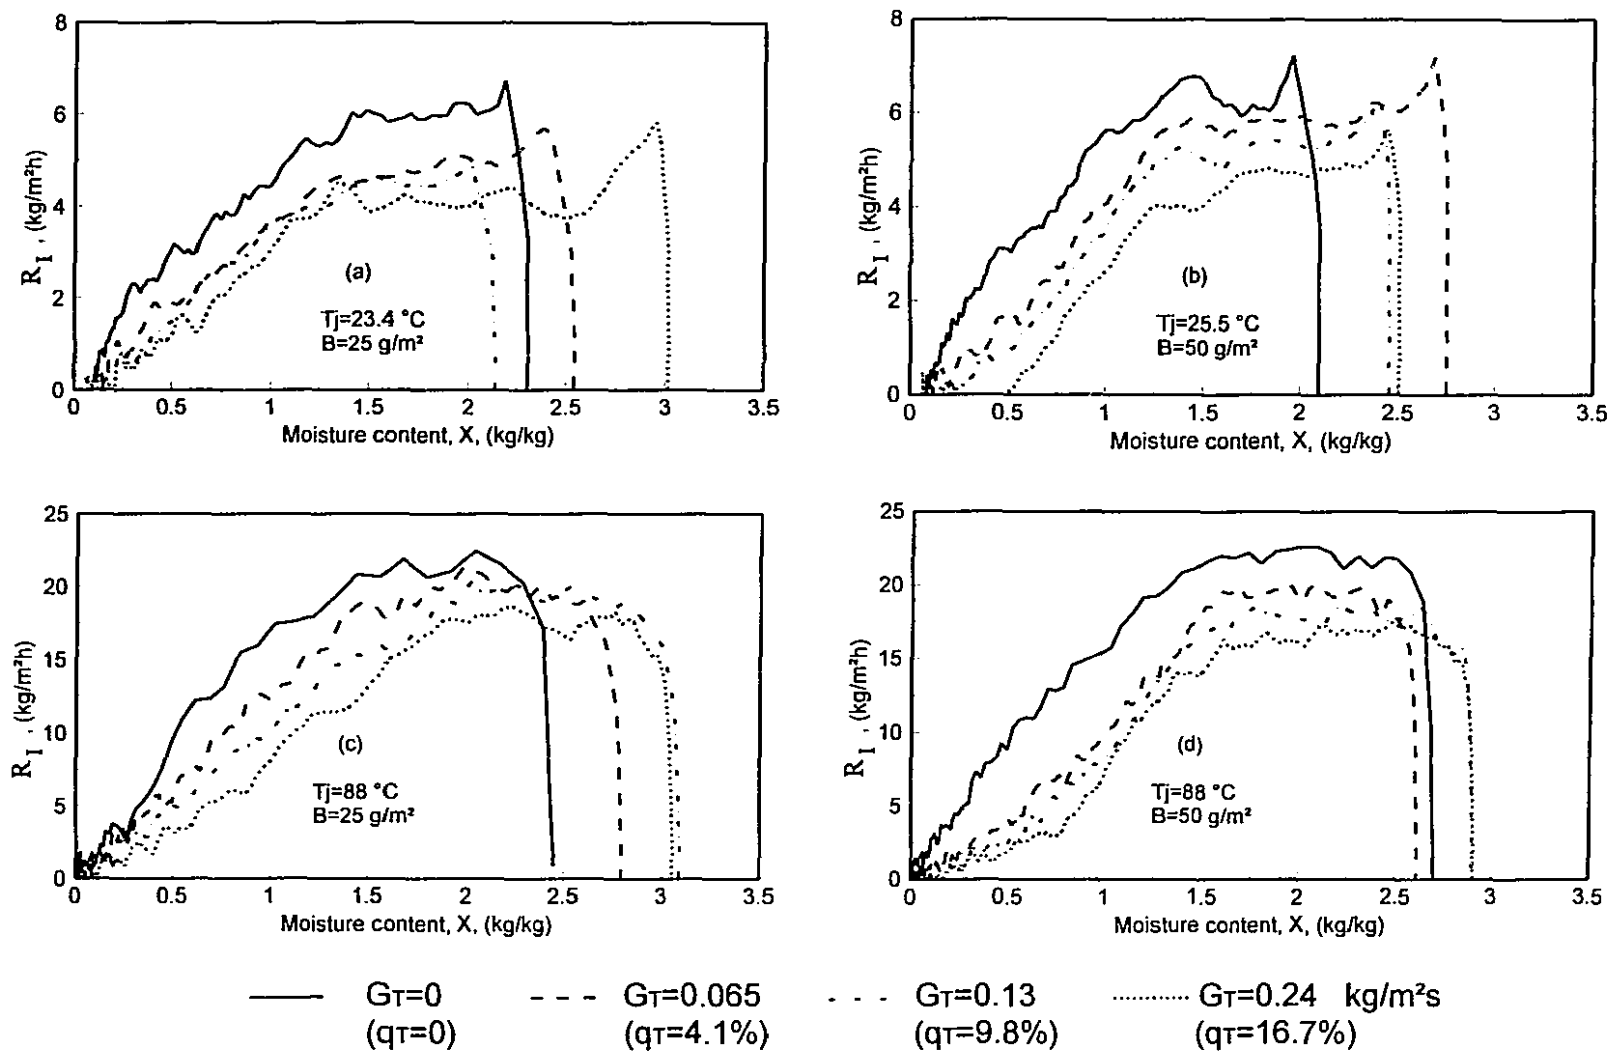 8
6
4
2
0
R_I , (kg/m²h)
(a)
Tj=23.4 °C
B=25 g/m²
0 0.5 1 1.5 2 2.5 3 3.5
Moisture content, X, (kg/kg)
8
6
4
2
0
R_I , (kg/m²h)
(b)
Tj=25.5 °C
B=50 g/m²
0 0.5 1 1.5 2 2.5 3 3.5
Moisture content, X, (kg/kg)
25
20
15
10
5
0
R_I , (kg/m²h)
(c)
Tj=88 °C
B=25 g/m²
0 0.5 1 1.5 2 2.5 3 3.5
Moisture content, X, (kg/kg)
25
20
15
10
5
0
R_I , (kg/m²h)
(d)
Tj=88 °C
B=50 g/m²
0 0.5 1 1.5 2 2.5 3 3.5
Moisture content, X, (kg/kg)
GT=0 GT=0.065 GT=0.13 GT=0.24 kg/m²s
(qT=0) (qT=4.1%) (qT=9.8%) (qT=16.7%)